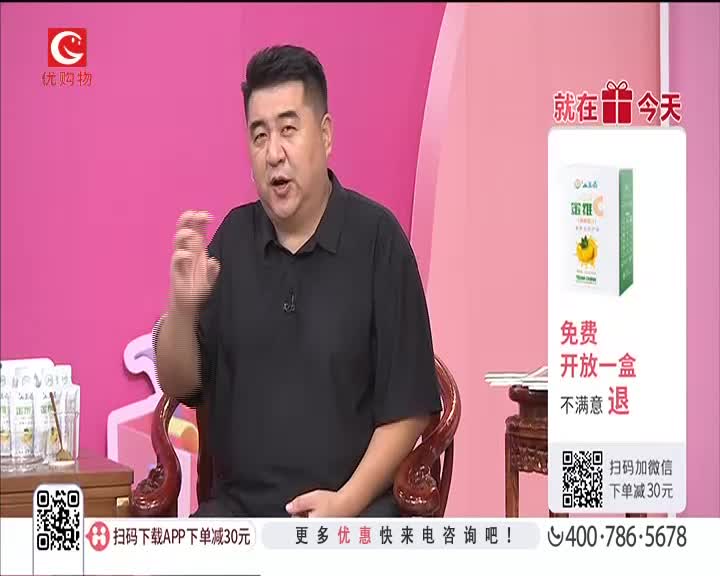 优购物
就在今天
蛋维C
免费
开放一盒
不满意退
扫码加微信
下单减30元
扫码下载APP下单减30元
更多优惠快来电咨询吧！
400-786-5678